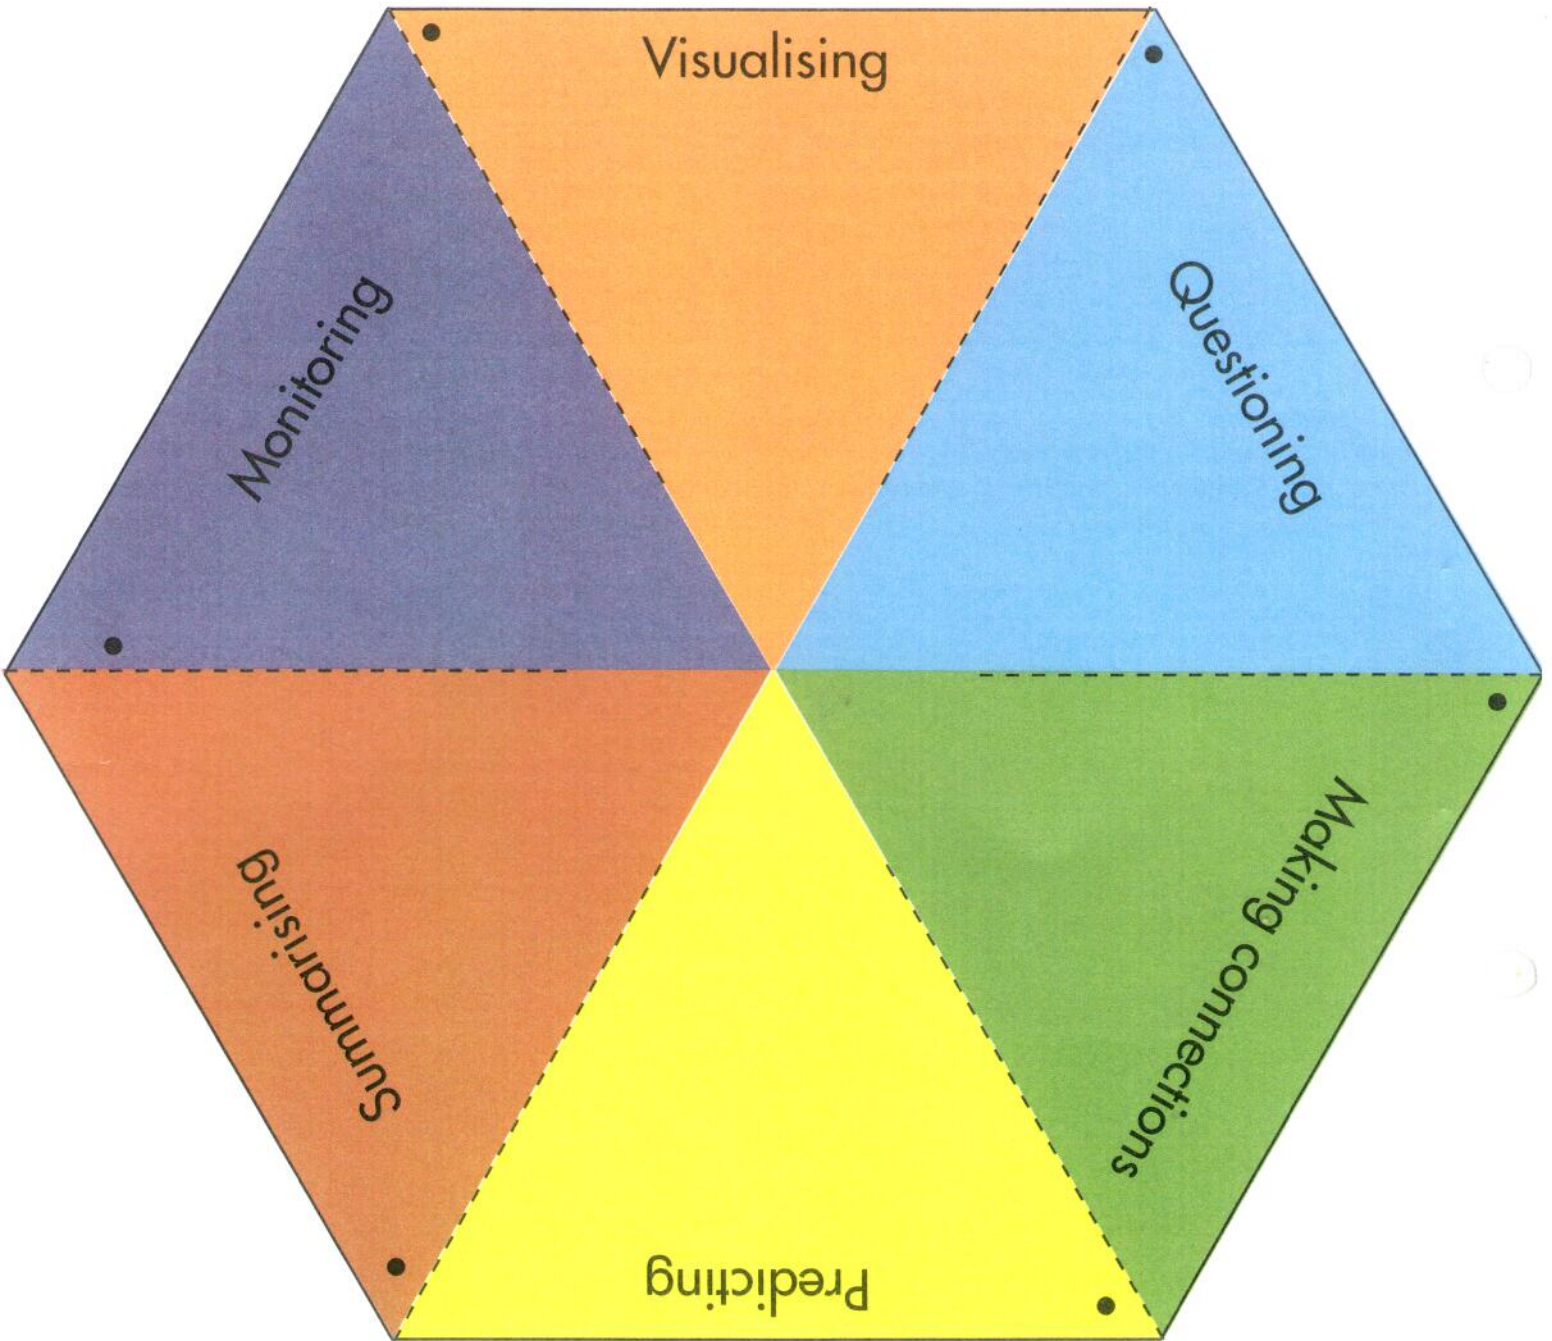 Visualising
Questioning
Making connections
Predicting
Summarising
Monitoring